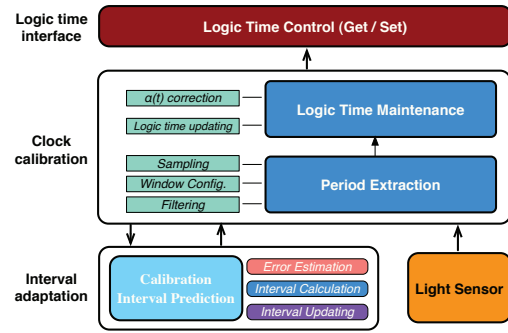 Logic time
interface
Logic Time Control (Get / Set)
Clock
calibration
α(t) correction
Logic time updating
Logic Time Maintenance
Sampling
Window Config.
Filtering
Period Extraction
Interval
adaptation
Calibration
Interval Prediction
Error Estimation
Interval Calculation
Interval Updating
Light Sensor